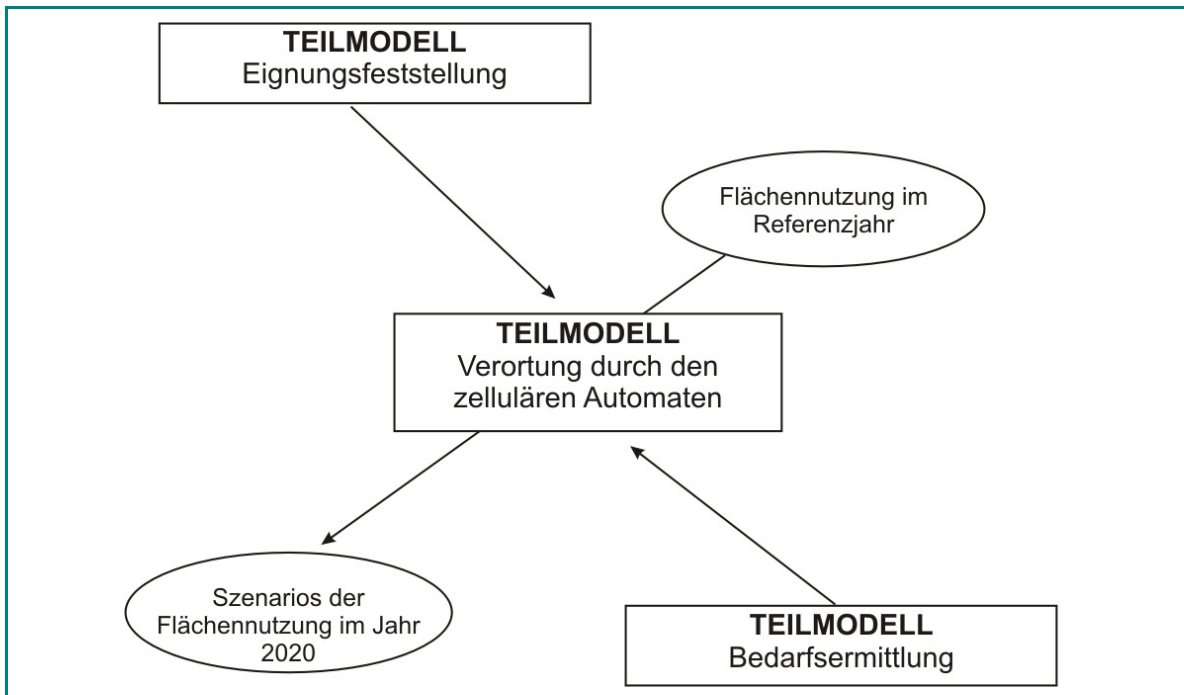 TEILMODELL
Eignungsfeststellung
Flächennutzung im
Referenzjahr
TEILMODELL
Verortung durch den
zellulären Automaten
Szenarios der
Flächennutzung im Jahr
2020
TEILMODELL
Bedarfsermittlung